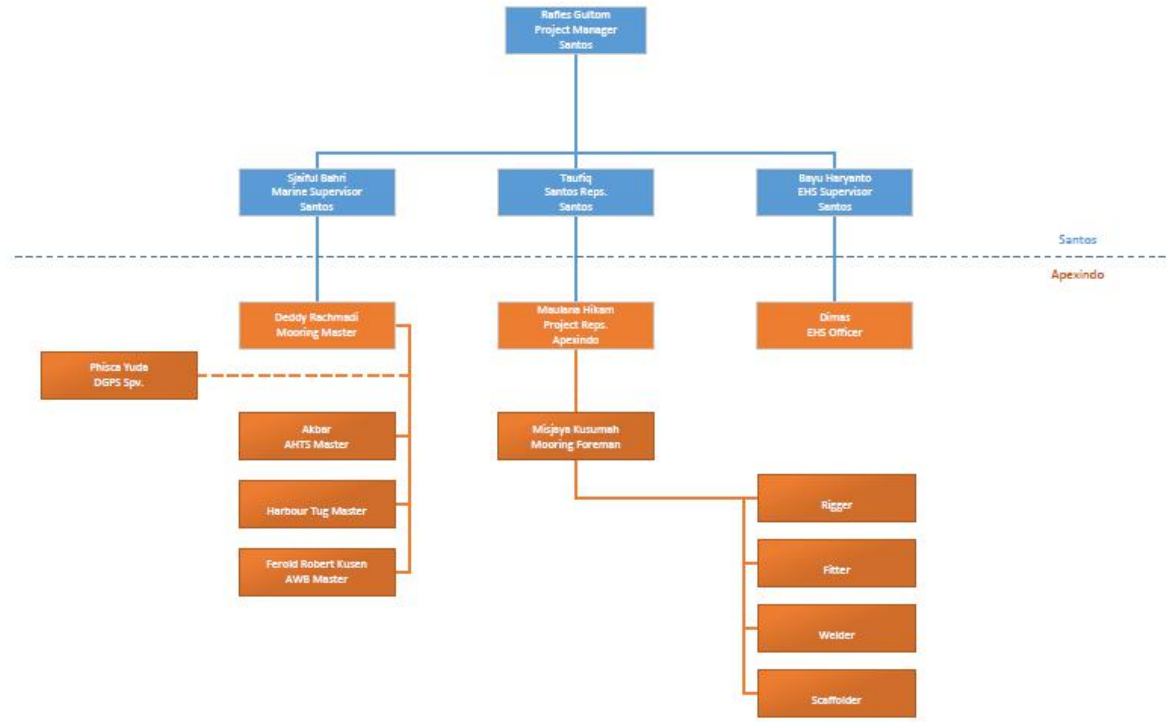 Rafles Gultom
Project Manager
Santos
Sjaiful Bahri
Marine Supervisor
Santos
Taufiq
Santos Reps.
Santos
Bayu Haryanto
EHS Supervisor
Santos
Santos
Apexindo
Deddy Rachmadi
Mooring Master
Maulana Hikam
Project Reps.
Apexindo
Dimas
EHS Officer
Phisca Yuda
DGPS Spv.
Akbar
AHTS Master
Misjaya Kusumah
Mooring Foreman
Harbour Tug Master
Rigger
Ferold Robert Kusen
AWB Master
Fitter
Welder
Scaffolder